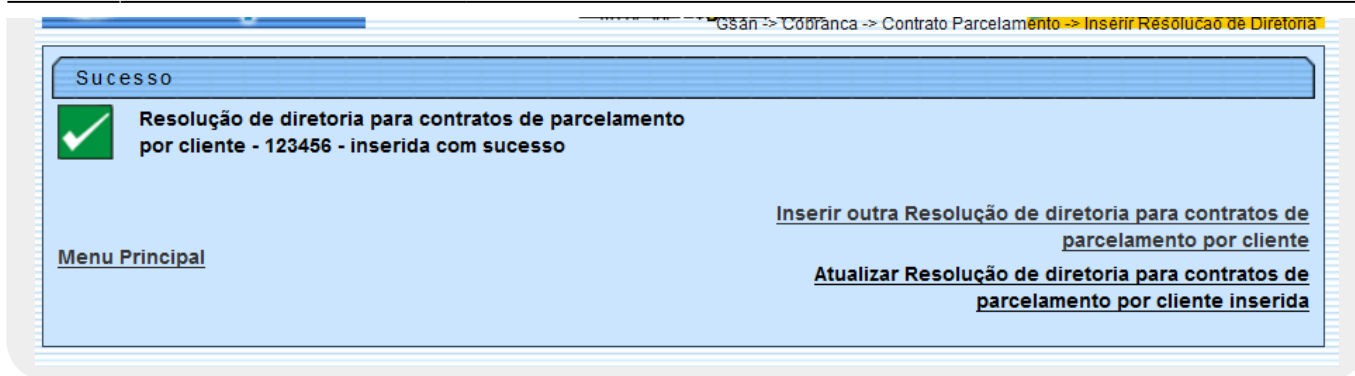 Gsan -> Cobranca -> Contrato Parcelamento -> Inserir Resolucao de Diretoria
Sucesso
Resolução de diretoria para contratos de parcelamento
por cliente - 123456 - inserida com sucesso
Inserir outra Resolução de diretoria para contratos de
parcelamento por cliente
Menu Principal
Atualizar Resolução de diretoria para contratos de
parcelamento por cliente inserida